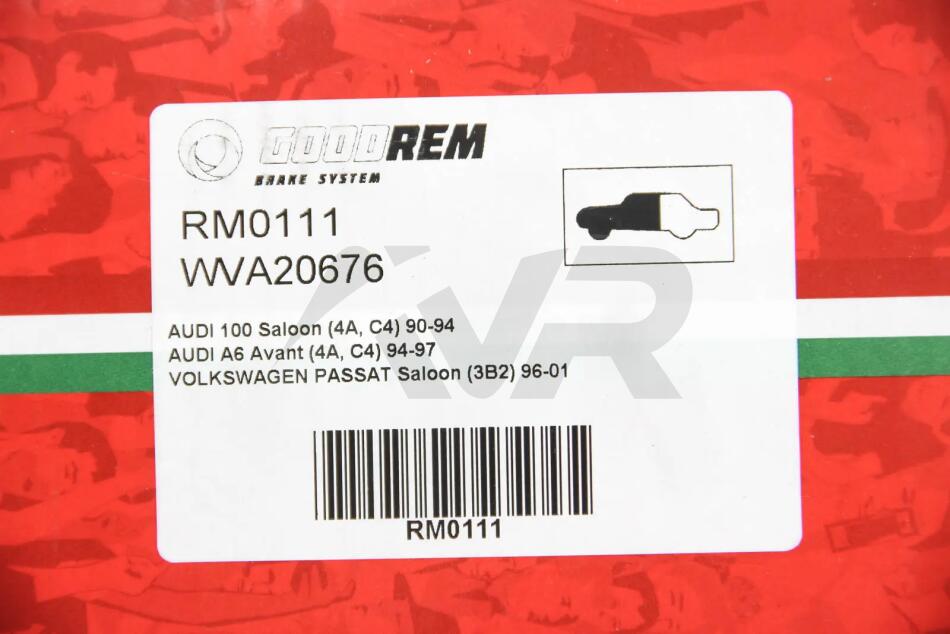 GOODREM
BRAKE SYSTEM
RM0111
WVA20676
AUDI 100 Saloon (4A, C4) 90-94
AUDI A6 Avant (4A, C4) 94-97
VOLKSWAGEN PASSAT Saloon (3B2) 96-01
RM0111
VR